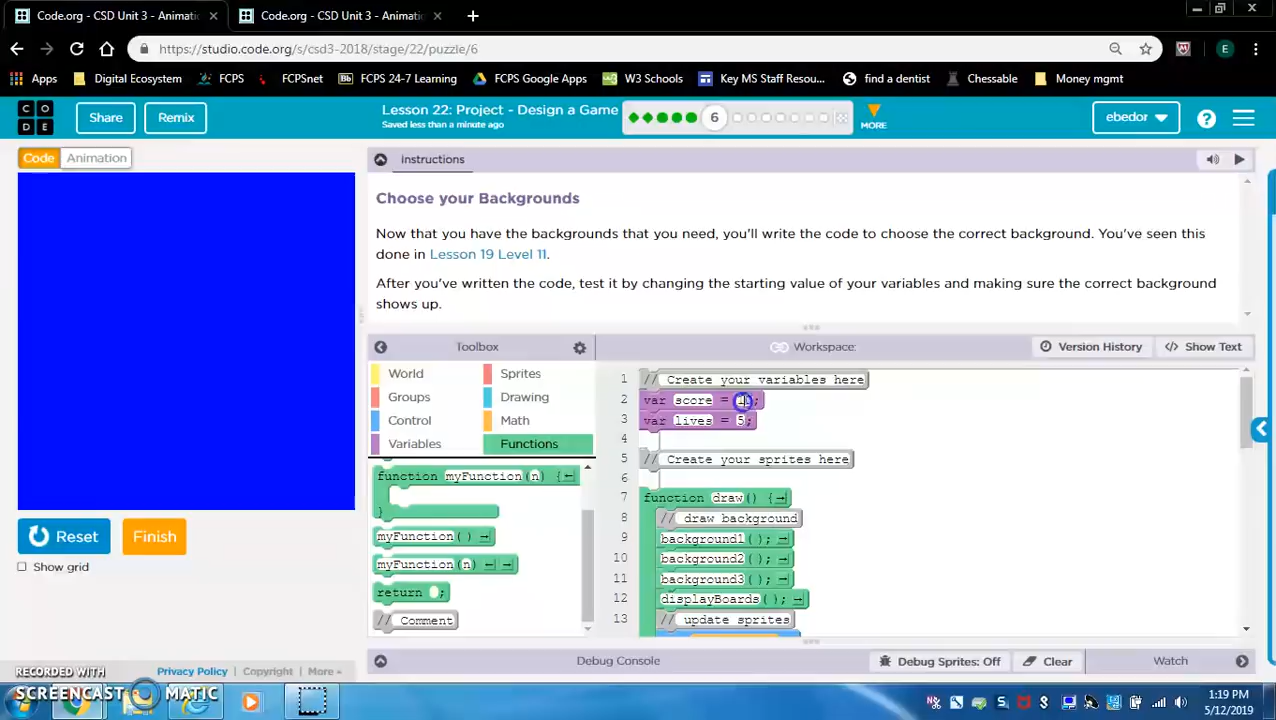 Code.org - CSD Unit 3 - Animati
Code.org - CSD Unit 3 - Animatic
https://studio.code.org/s/csd3-2018/stage/22/puzzle/6
E
Apps Digital Ecosystem FCPS FCPSnet Bb FCPS 24-7 Learning FCPS Google Apps W3 Schools Key MS Staff Resou... find a dentist Chessable Money mgmt
C O D E
Share
Remix
Lesson 22: Project - Design a Game
Saved less than a minute ago
6
MORE
ebedor
?
Code Animation
Instructions
Choose your Backgrounds
Now that you have the backgrounds that you need, you'll write the code to choose the correct background. You've seen this
done in Lesson 19 Level 11.
After you've written the code, test it by changing the starting value of your variables and making sure the correct background
shows up.
Toolbox
Workspace:
Version History
</> Show Text
World Sprites
Groups Drawing
Control Math
Variables Functions
function myFunction(n) {
}
myFunction()
myFunction(n)
return ;
// Comment
1 // Create your variables here
2 var score =
3 var lives = 5;
4
5 // Create your sprites here
6
7 function draw() {
8 // draw background
9 background1();
10 background2();
11 background3();
12 displayBoards();
13 // update sprites
Reset
Finish
Show grid
Debug Console
Debug Sprites: Off
Clear
Watch
Privacy Policy | Copyright | More
RECORDED WITH
SCREENCAST MATIC
1:19 PM
5/12/2019